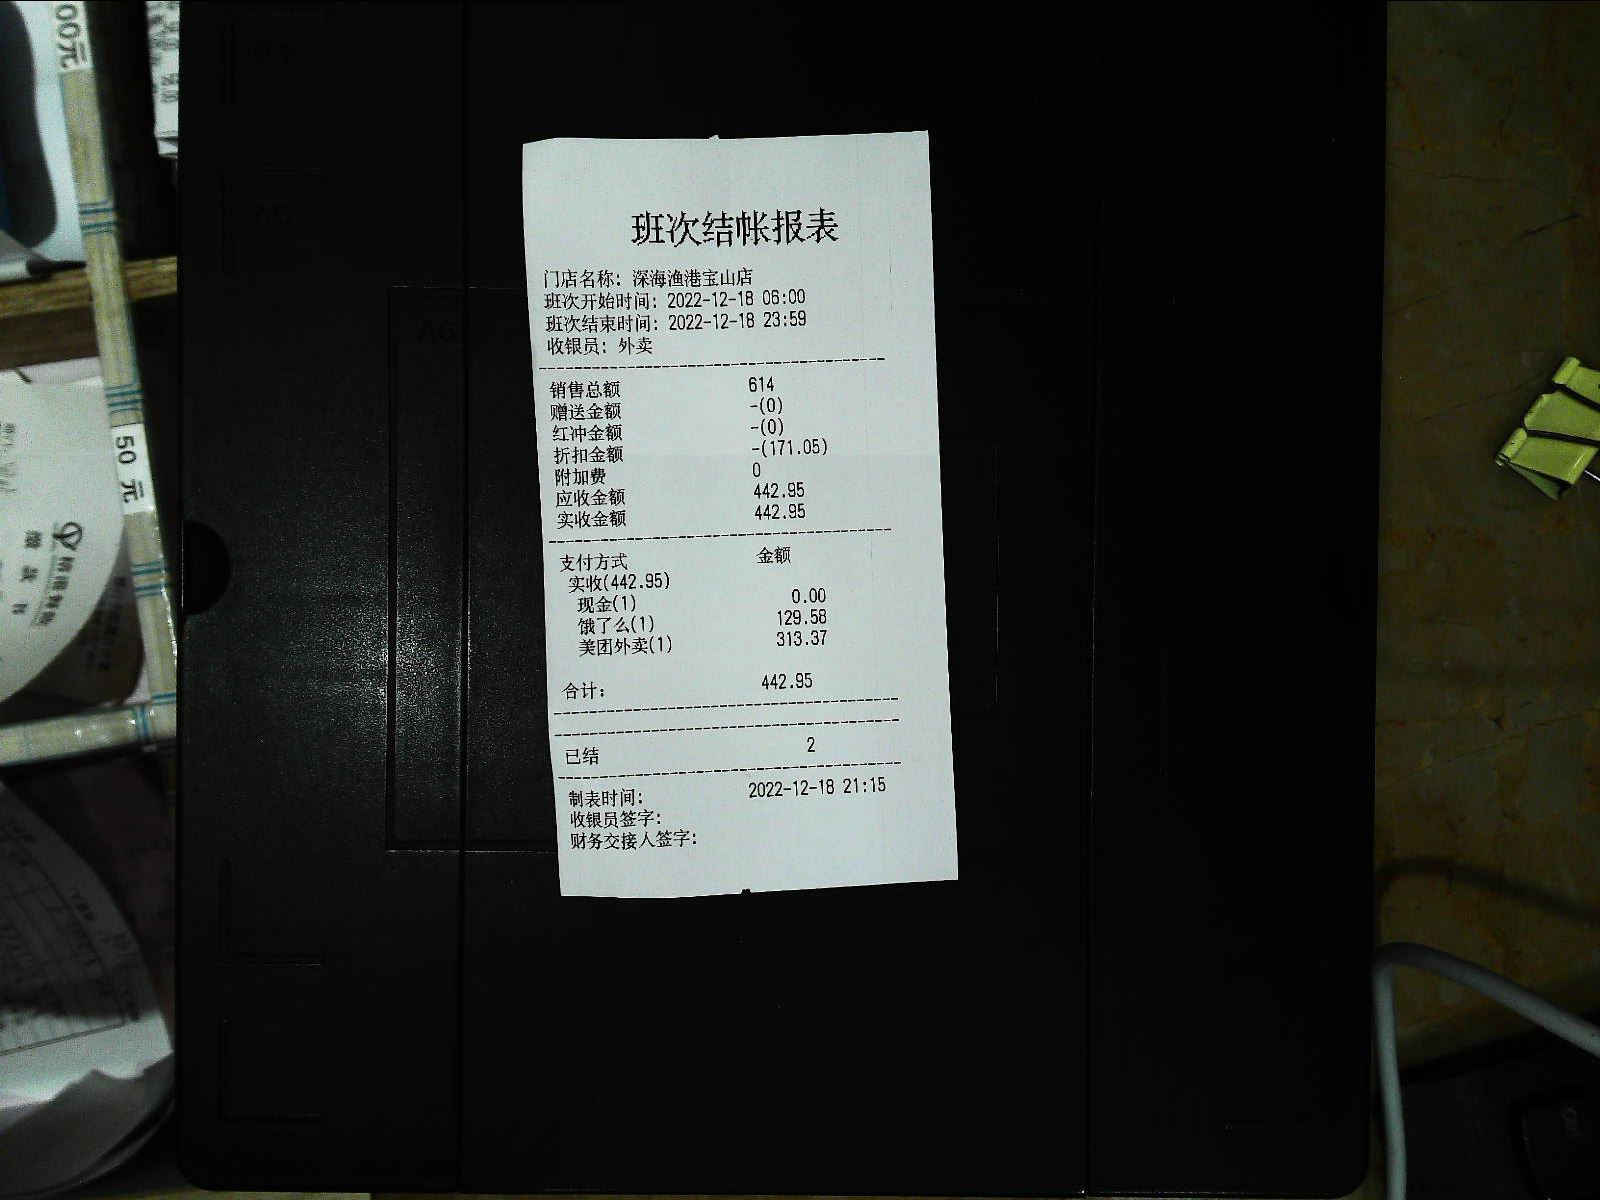 班次结帐报表
门店名称: 深海渔港宝山店
班次开始时间: 2022-12-18 06:00
班次结束时间: 2022-12-18 23:59
收银员: 外卖
销售总额 614
赠送金额 -(0)
红冲金额 -(0)
折扣金额 -(171.05)
附加费 0
应收金额 442.95
实收金额 442.95
支付方式 金额
实收(442.95)
现金(1) 0.00
饿了么(1) 129.58
美团外卖(1) 313.37
合计: 442.95
已结 2
制表时间: 2022-12-18 21:15
收银员签字:
财务交接人签字:
A5
A6
00元
50 元